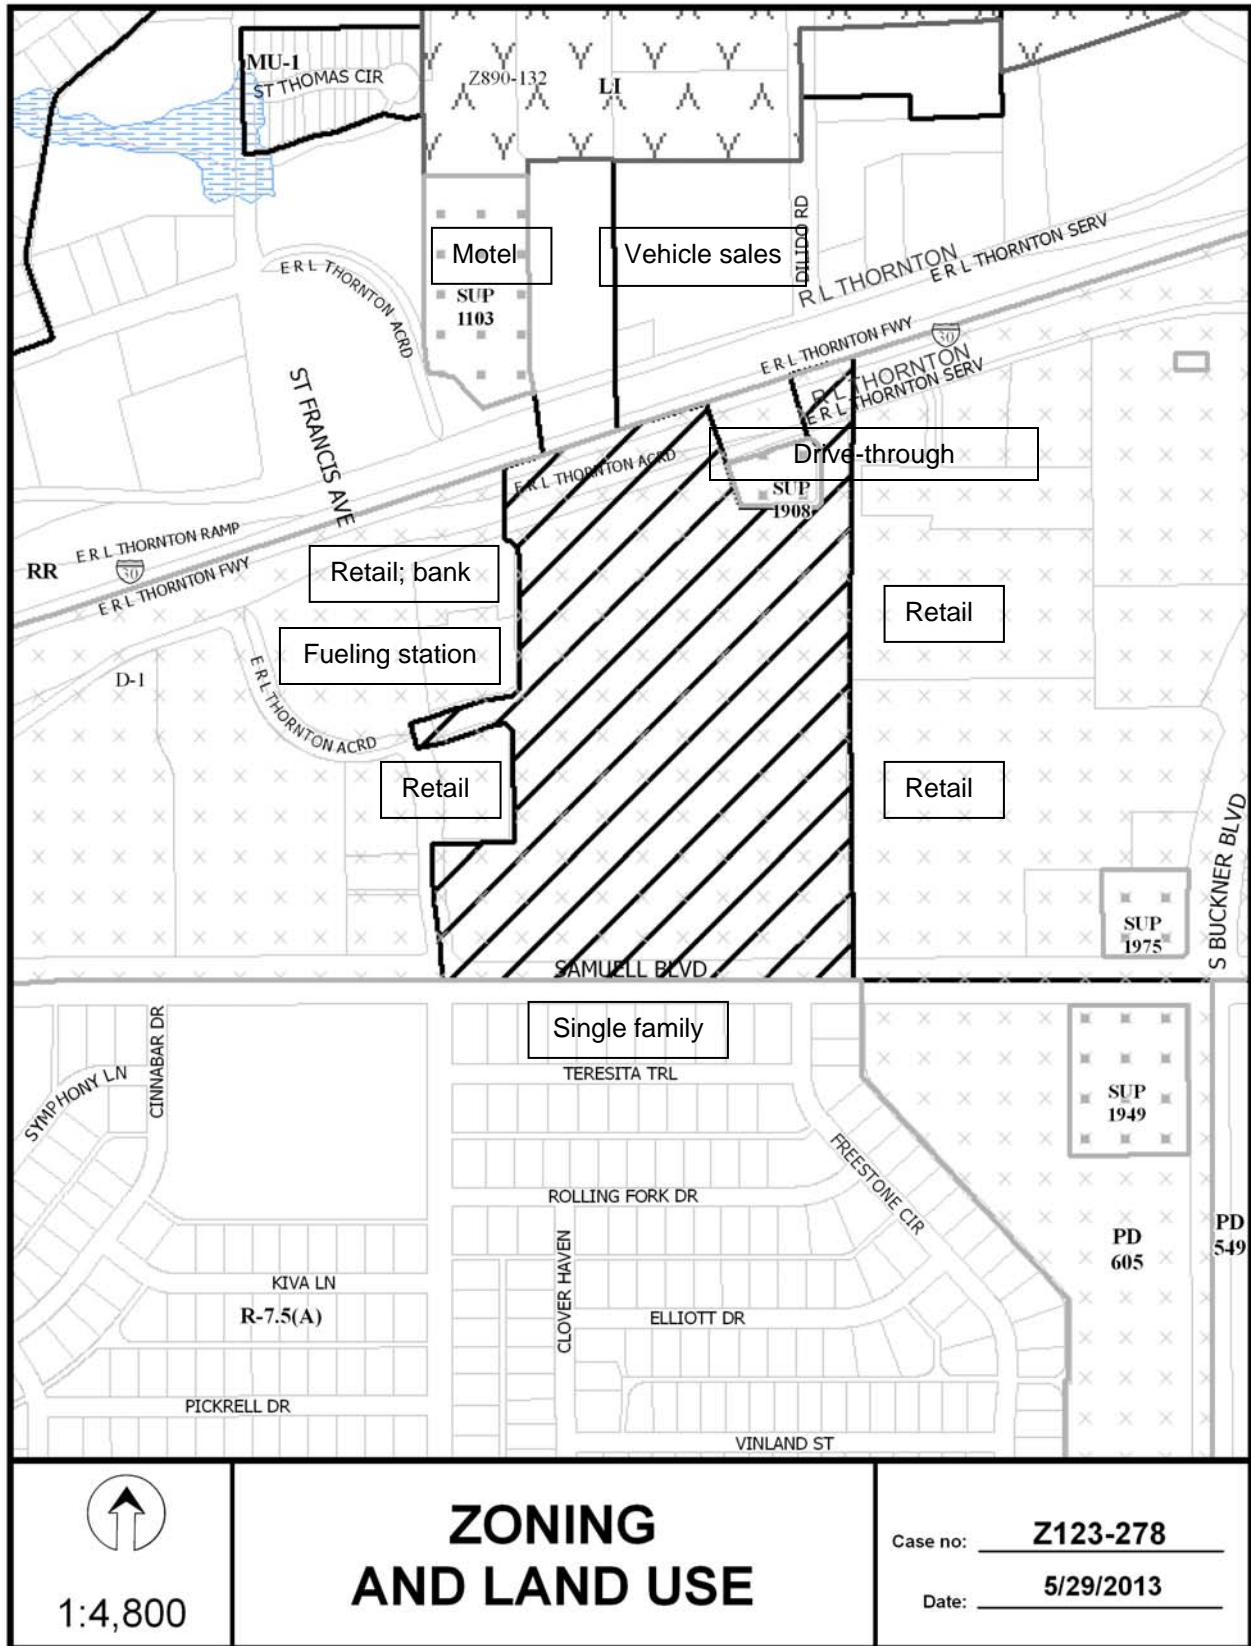 MU-1
ST THOMAS CIR
Z890-132
LI
DILIDO RD
Motel
Vehicle sales
SUP
1103
E R L THORNTON ACRD
R L THORNTON
E R L THORNTON SERV
E R L THORNTON FWY
30
R L THORNTON
E R L THORNTON SERV
ST FRANCIS AVE
Drive-through
E R L THORNTON ACRD
SUP
1908
E R L THORNTON RAMP
RR
30
E R L THORNTON FWY
Retail; bank
Retail
Fueling station
D-1
E R L THORNTON ACRD
Retail
Retail
S BUCKNER BLVD
SUP
1975
SAMUELL BLVD
Single family
CINNABAR DR
SYMPHONY LN
TERESITA TRL
SUP
1949
FREESTONE CIR
ROLLING FORK DR
PD
605
PD
549
CLOVER HAVEN
KIVA LN
R-7.5(A)
ELLIOTT DR
PICKRELL DR
VINLAND ST
1:4,800
ZONING
AND LAND USE
Case no: Z123-278
Date: 5/29/2013